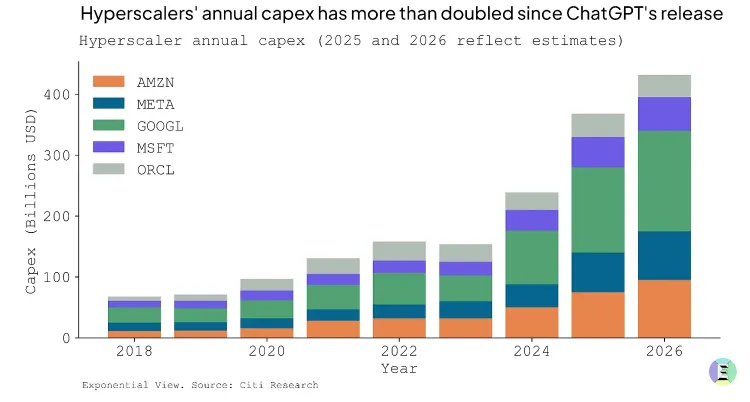 Hyperscalers' annual capex has more than doubled since ChatGPT's release
Hyperscaler annual capex (2025 and 2026 reflect estimates)
AMZN
META
GOOGL
MSFT
ORCL
Capex (Billions USD)
400
300
200
100
0
2018
2020
2022
2024
2026
Year
Exponential View. Source: Citi Research